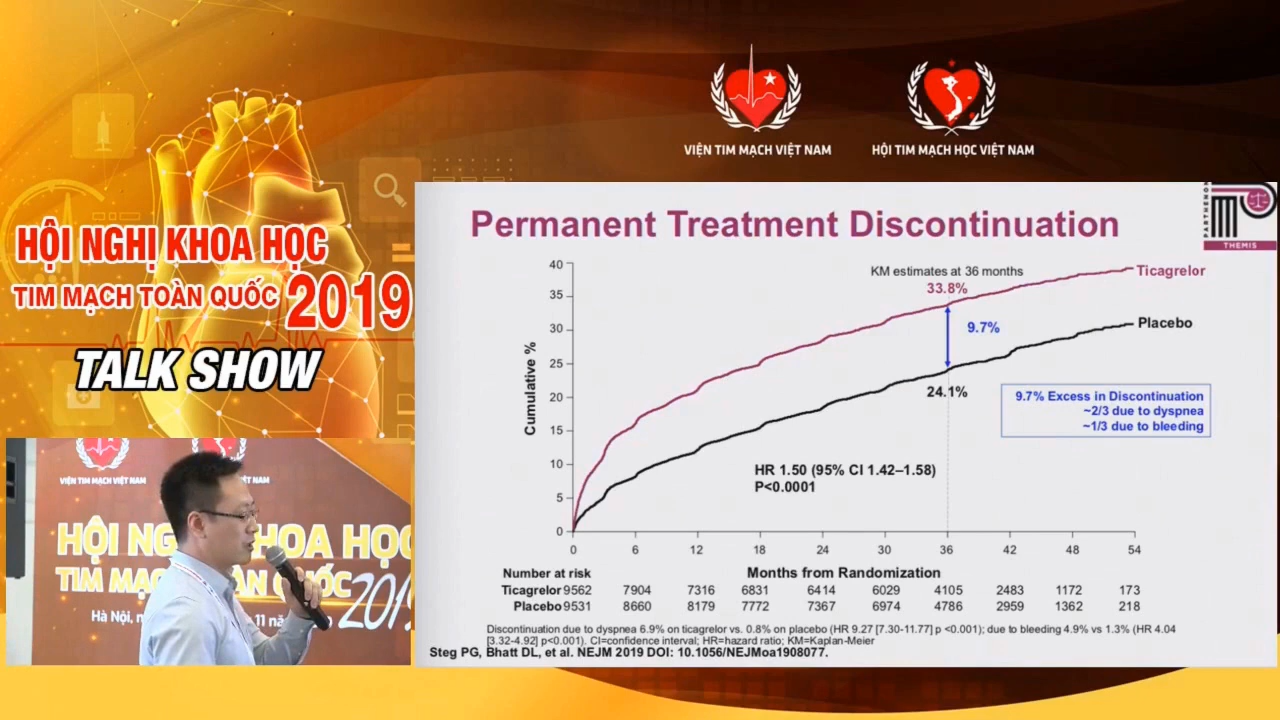 VIỆN TIM MẠCH VIỆT NAM
HỘI TIM MẠCH HỌC VIỆT NAM
HỘI NGHỊ KHOA HỌC
TIM MẠCH TOÀN QUỐC 2019
TALK SHOW
VIỆN TIM MẠCH VIỆT NAM
NAM
HỘI KHOA HỌC
TIM QUỐC 2019
Hà Nội, 11
Permanent Treatment Discontinuation
PARTHENON
THEMIS
Cumulative %
40
35
30
25
20
15
10
5
0
KM estimates at 36 months
33.8%
Ticagrelor
9.7%
Placebo
24.1%
9.7% Excess in Discontinuation
~2/3 due to dyspnea
~1/3 due to bleeding
HR 1.50 (95% CI 1.42–1.58)
P<0.0001
0 6 12 18 24 30 36 42 48 54
Number at risk
Months from Randomization
Ticagrelor 9562 7904 7316 6831 6414 6029 4105 2483 1172 173
Placebo 9531 8660 8179 7772 7367 6974 4786 2959 1362 218
Discontinuation due to dyspnea 6.9% on ticagrelor vs. 0.8% on placebo (HR 9.27 [7.30-11.77] p <.001); due to bleeding 4.9% vs 1.3% (HR 4.04
[3.32-4.92] p<0.001). CI=confidence interval; HR=hazard ratio; KM=Kaplan-Meier
Steg PG, Bhatt DL, et al. NEJM 2019 DOI: 10.1056/NEJMoa1908077.